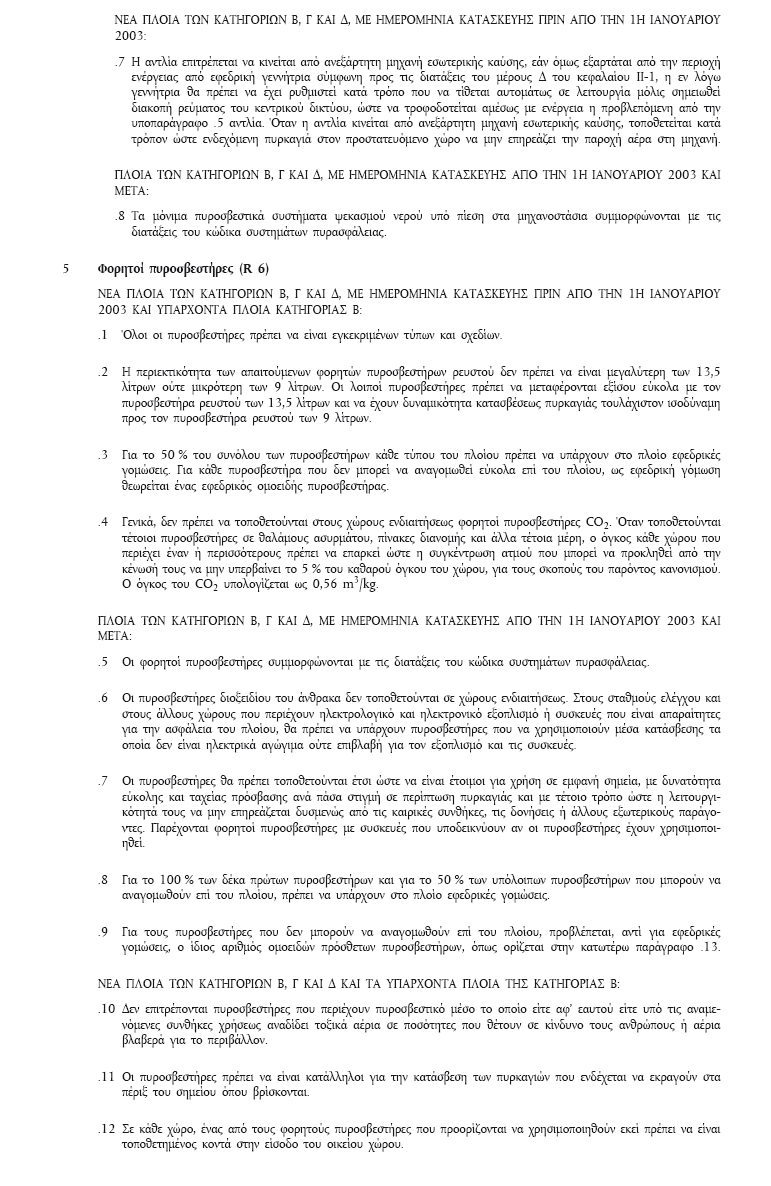 ΝΕΑ ΠΛΟΙΑ ΤΩΝ ΚΑΤΗΓΟΡΙΩΝ Β, Γ ΚΑΙ Δ, ΜΕ ΗΜΕΡΟΜΗΝΙΑ ΚΑΤΑΣΚΕΥΗΣ ΠΡΙΝ ΑΠΟ ΤΗΝ 1Η ΙΑΝΟΥΑΡΙΟΥ
2003:
.7 Η αντλία επιτρέπεται να κινείται από ανεξάρτητη μηχανή εσωτερικής καύσης, εάν όμως εξαρτάται από την περιοχή
ενέργειας από εφεδρική γεννήτρια σύμφωνη προς τις διατάξεις του μέρους Δ του κεφαλαίου ΙΙ-1, η εν λόγω
γεννήτρια θα πρέπει να έχει ρυθμιστεί κατά τρόπο που να τίθεται αυτομάτως σε λειτουργία μόλις σημειωθεί
διακοπή ρεύματος του κεντρικού δικτύου, ώστε να τροφοδοτείται αμέσως με ενέργεια η προβλεπόμενη από την
υποπαράγραφο .5 αντλία. Όταν η αντλία κινείται από ανεξάρτητη μηχανή εσωτερικής καύσης, τοποθετείται κατά
τρόπον ώστε ενδεχόμενη πυρκαγιά στον προστατευόμενο χώρο να μην επηρεάζει την παροχή αέρα στη μηχανή.
ΠΛΟΙΑ ΤΩΝ ΚΑΤΗΓΟΡΙΩΝ Β, Γ ΚΑΙ Δ, ΜΕ ΗΜΕΡΟΜΗΝΙΑ ΚΑΤΑΣΚΕΥΗΣ ΑΠΟ ΤΗΝ 1Η ΙΑΝΟΥΑΡΙΟΥ 2003 ΚΑΙ
ΜΕΤΑ:
.8 Τα μόνιμα πυροσβεστικά συστήματα ψεκασμού νερού υπό πίεση στα μηχανοστάσια συμμορφώνονται με τις
διατάξεις του κώδικα συστημάτων πυρασφάλειας.
5 Φορητοί πυροσβεστήρες (R 6)
ΝΕΑ ΠΛΟΙΑ ΤΩΝ ΚΑΤΗΓΟΡΙΩΝ Β, Γ ΚΑΙ Δ, ΜΕ ΗΜΕΡΟΜΗΝΙΑ ΚΑΤΑΣΚΕΥΗΣ ΠΡΙΝ ΑΠΟ ΤΗΝ 1Η ΙΑΝΟΥΑΡΙΟΥ
2003 ΚΑΙ ΥΠΑΡΧΟΝΤΑ ΠΛΟΙΑ ΚΑΤΗΓΟΡΙΑΣ Β:
.1 Όλοι οι πυροσβεστήρες πρέπει να είναι εγκεκριμένων τύπων και σχεδίων.
.2 Η περιεκτικότητα των απαιτούμενων φορητών πυροσβεστήρων ρευστού δεν πρέπει να είναι μεγαλύτερη των 13,5
λίτρων ούτε μικρότερη των 9 λίτρων. Οι λοιποί πυροσβεστήρες πρέπει να μεταφέρονται εξίσου εύκολα με τον
πυροσβεστήρα ρευστού των 13,5 λίτρων και να έχουν δυναμικότητα κατασβέσεως πυρκαγιάς τουλάχιστον ισοδύναμη
προς τον πυροσβεστήρα ρευστού των 9 λίτρων.
.3 Για το 50 % του συνόλου των πυροσβεστήρων κάθε τύπου του πλοίου πρέπει να υπάρχουν στο πλοίο εφεδρικές
γομώσεις. Για κάθε πυροσβεστήρα που δεν μπορεί να αναγομωθεί εύκολα επί του πλοίου, ως εφεδρική γόμωση
θεωρείται ένας εφεδρικός ομοειδής πυροσβεστήρας.
.4 Γενικά, δεν πρέπει να τοποθετούνται στους χώρους ενδιαιτήσεως φορητοί πυροσβεστήρες CO₂. Όταν τοποθετούνται
τέτοιοι πυροσβεστήρες σε θαλάμους ασυρμάτου, πίνακες διανομής και άλλα τέτοια μέρη, ο όγκος κάθε χώρου που
περιέχει έναν ή περισσότερους πρέπει να επαρκεί ώστε η συγκέντρωση ατμού που μπορεί να προκληθεί από την
κένωσή τους να μην υπερβαίνει το 5 % του καθαρού όγκου του χώρου, για τους σκοπούς του παρόντος κανονισμού.
Ο όγκος του CO₂ υπολογίζεται ως 0,56 m³/kg.
ΠΛΟΙΑ ΤΩΝ ΚΑΤΗΓΟΡΙΩΝ Β, Γ ΚΑΙ Δ, ΜΕ ΗΜΕΡΟΜΗΝΙΑ ΚΑΤΑΣΚΕΥΗΣ ΑΠΟ ΤΗΝ 1Η ΙΑΝΟΥΑΡΙΟΥ 2003 ΚΑΙ
ΜΕΤΑ:
.5 Οι φορητοί πυροσβεστήρες συμμορφώνονται με τις διατάξεις του κώδικα συστημάτων πυρασφάλειας.
.6 Οι πυροσβεστήρες διοξειδίου του άνθρακα δεν τοποθετούνται σε χώρους ενδιαιτήσεως. Στους σταθμούς ελέγχου και
στους άλλους χώρους που περιέχουν ηλεκτρολογικό και ηλεκτρονικό εξοπλισμό ή συσκευές που είναι απαραίτητες
για την ασφάλεια του πλοίου, θα πρέπει να υπάρχουν πυροσβεστήρες που να χρησιμοποιούν μέσα κατάσβεσης τα
οποία δεν είναι ηλεκτρικά αγώγιμα ούτε επιβλαβή για τον εξοπλισμό και τις συσκευές.
.7 Οι πυροσβεστήρες θα πρέπει τοποθετούνται έτσι ώστε να είναι έτοιμοι για χρήση σε εμφανή σημεία, με δυνατότητα
εύκολης και ταχείας πρόσβασης ανά πάσα στιγμή σε περίπτωση πυρκαγιάς και με τέτοιο τρόπο ώστε η λειτουργι-
κότητά τους να μην επηρεάζεται δυσμενώς από τις καιρικές συνθήκες, τις δονήσεις ή άλλους εξωτερικούς παράγο-
ντες. Παρέχονται φορητοί πυροσβεστήρες με συσκευές που υποδεικνύουν αν οι πυροσβεστήρες έχουν χρησιμοποι-
ηθεί.
.8 Για το 100 % των δέκα πρώτων πυροσβεστήρων και για το 50 % των υπόλοιπων πυροσβεστήρων που μπορούν να
αναγομωθούν επί του πλοίου, πρέπει να υπάρχουν στο πλοίο εφεδρικές γομώσεις.
.9 Για τους πυροσβεστήρες που δεν μπορούν να αναγομωθούν επί του πλοίου, προβλέπεται, αντί για εφεδρικές
γομώσεις, ο ίδιος αριθμός ομοειδών πρόσθετων πυροσβεστήρων, όπως ορίζεται στην κατωτέρω παράγραφο .13.
ΝΕΑ ΠΛΟΙΑ ΤΩΝ ΚΑΤΗΓΟΡΙΩΝ Β, Γ ΚΑΙ Δ ΚΑΙ ΤΑ ΥΠΑΡΧΟΝΤΑ ΠΛΟΙΑ ΤΗΣ ΚΑΤΗΓΟΡΙΑΣ Β:
.10 Δεν επιτρέπονται πυροσβεστήρες που περιέχουν πυροσβεστικό μέσο το οποίο είτε αφ' εαυτού είτε υπό τις αναμε-
νόμενες συνθήκες χρήσεως αναδίδει τοξικά αέρια σε ποσότητες που θέτουν σε κίνδυνο τους ανθρώπους ή αέρια
βλαβερά για το περιβάλλον.
.11 Οι πυροσβεστήρες πρέπει να είναι κατάλληλοι για την κατάσβεση των πυρκαγιών που ενδέχεται να εκραγούν στα
πέριξ του σημείου όπου βρίσκονται.
.12 Σε κάθε χώρο, ένας από τους φορητούς πυροσβεστήρες που προορίζονται να χρησιμοποιηθούν εκεί πρέπει να είναι
τοποθετημένος κοντά στην είσοδο του οικείου χώρου.